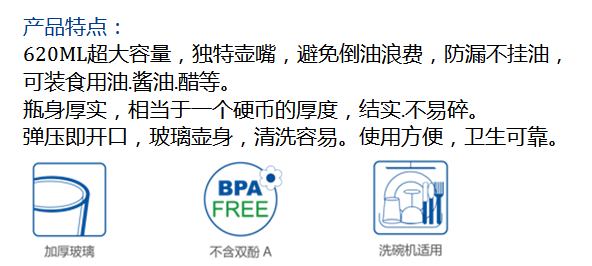 产品特点：
620ML超大容量，独特壶嘴，避免倒油浪费，防漏不挂油，
可装食用油.酱油.醋等。
瓶身厚实，相当于一个硬币的厚度，结实.不易碎。
弹压即开口，玻璃壶身，清洗容易。使用方便，卫生可靠。
BPA
FREE
加厚玻璃
不含双酚 A
洗碗机适用